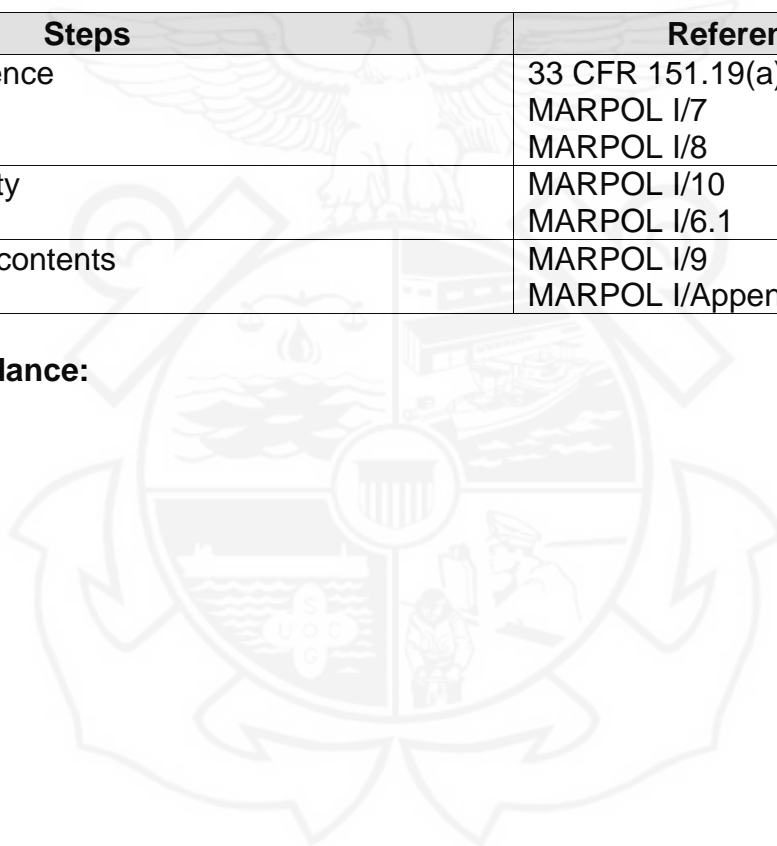 Steps Referen
ence 33 CFR 151.19(a)
MARPOL I/7
MARPOL I/8
ty MARPOL I/10
MARPOL I/6.1
contents MARPOL I/9
MARPOL I/Appen
lance:
S
U O C
G